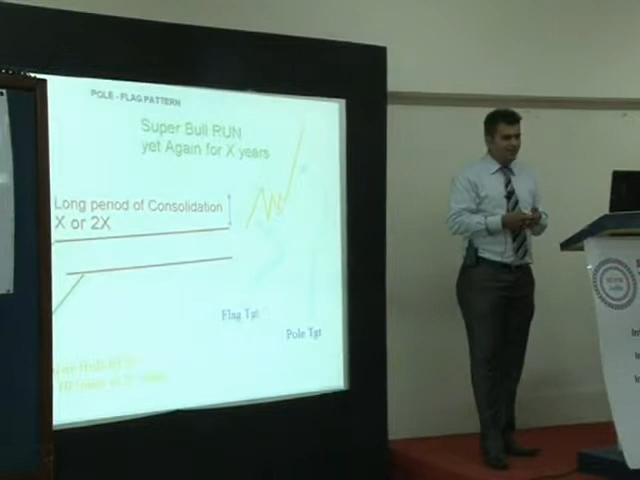 POLE - FLAG PATTERN
Super Bull RUN
yet Again for X years
Long period of Consolidation
X or 2X
Flag Tgt
Pole Tgt